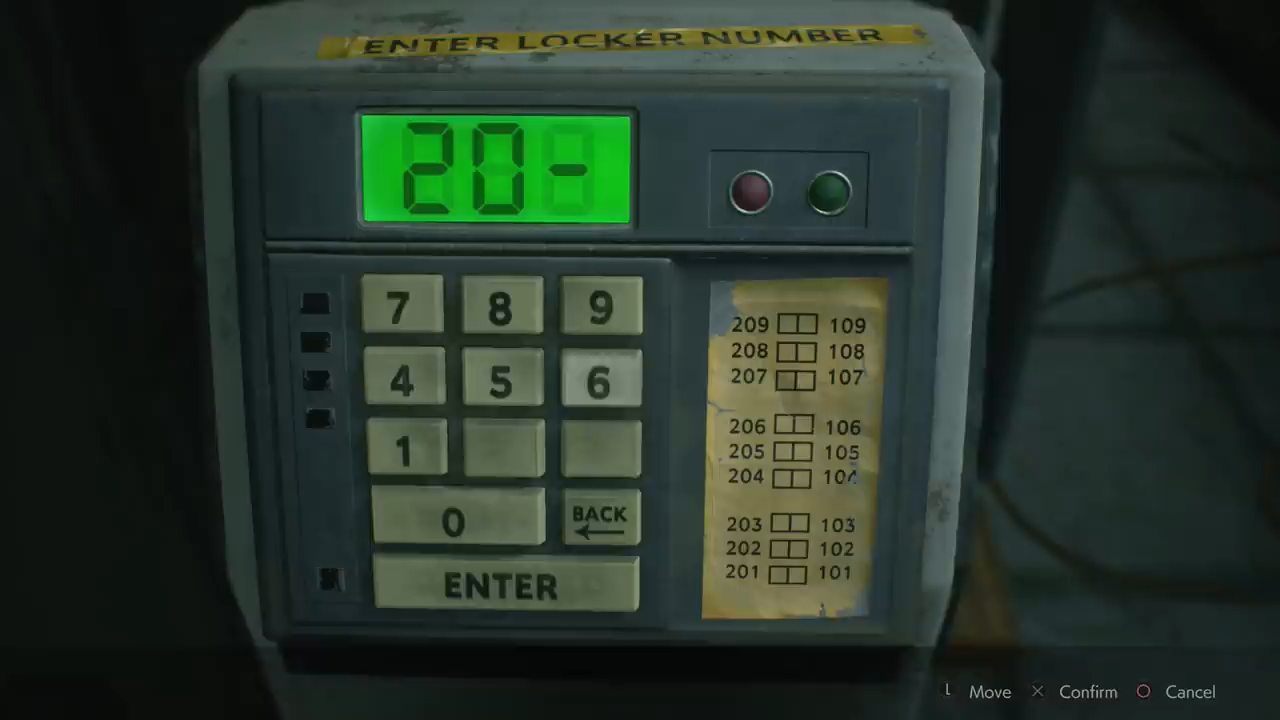 ENTER LOCKER NUMBER
20-
7 8 9
4 5 6
1
0 BACK
ENTER
209 109
208 108
207 107
206 106
205 105
204 104
203 103
202 102
201 101
L Move X Confirm O Cancel